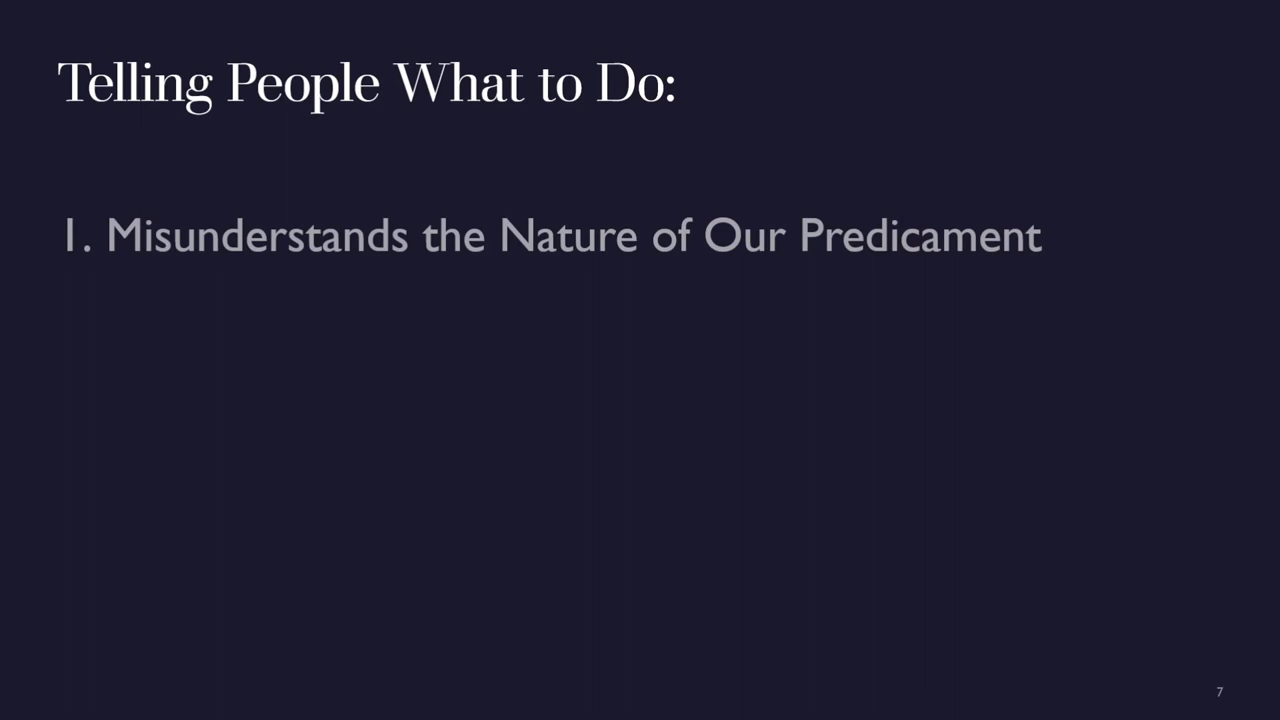 Telling People What to Do:
1. Misunderstands the Nature of Our Predicament
7